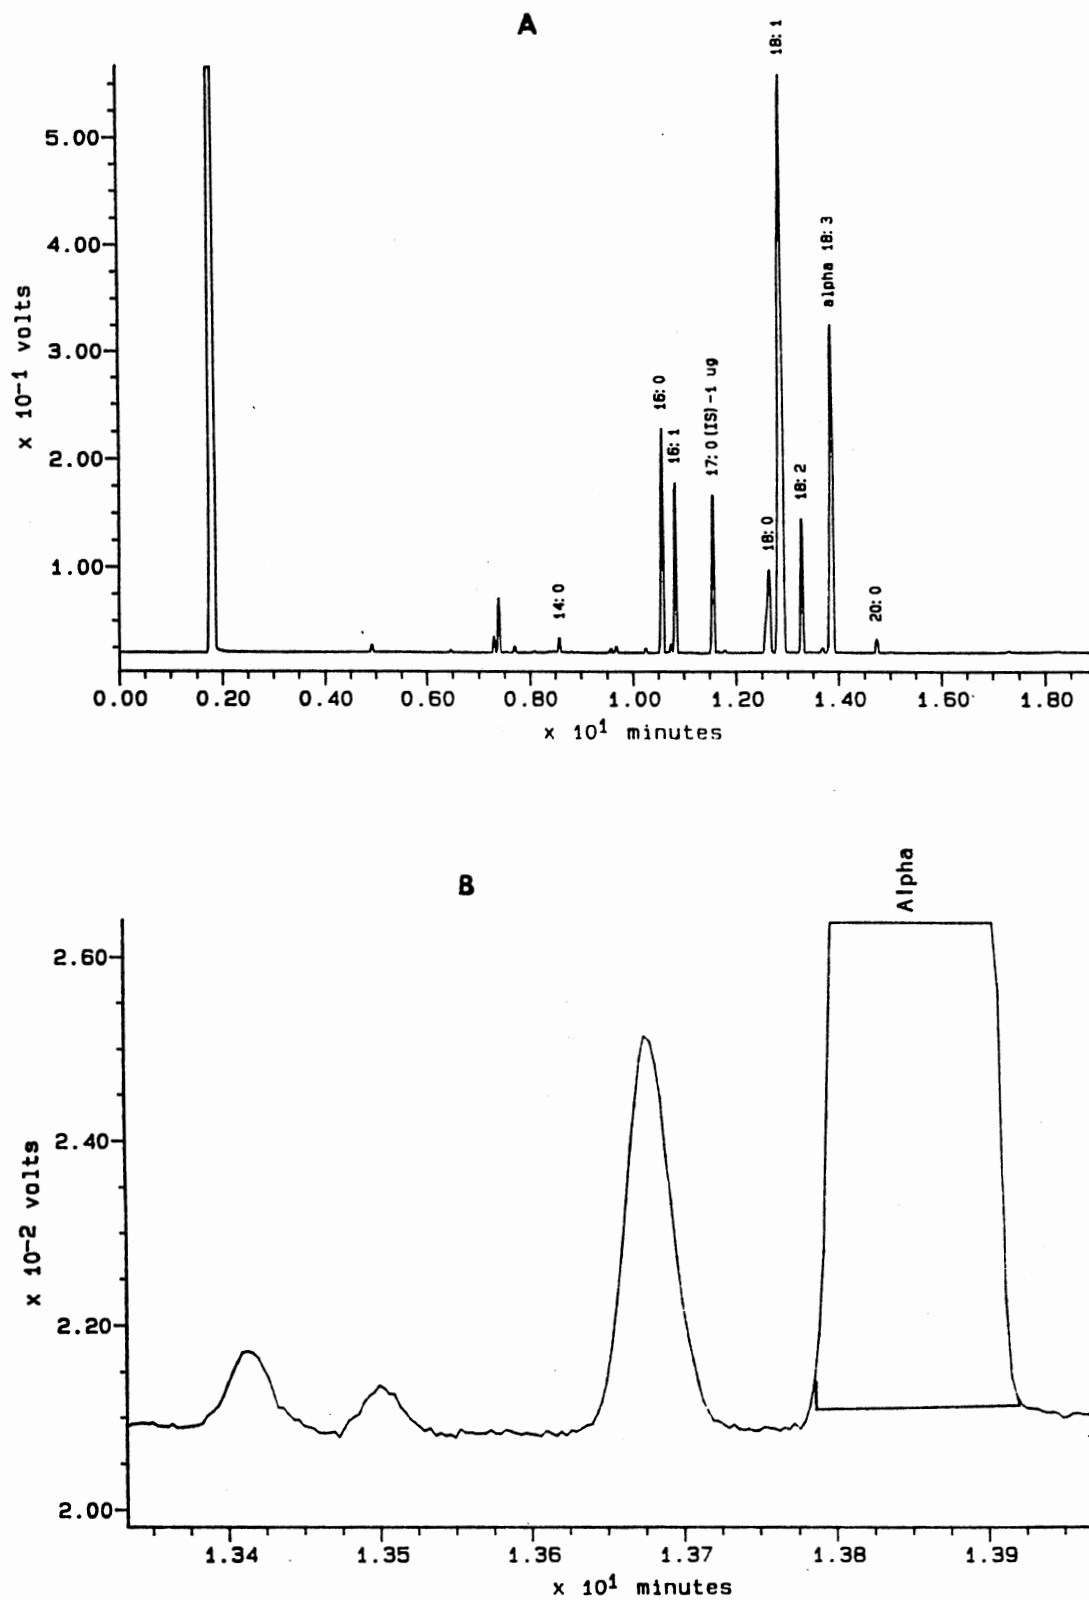 A
18:1
5.00
4.00
alpha 18:3
x 10-1 volts
3.00
16:0
17:0(IS)-1 ug
16:1
2.00
18:2
18:0
1.00
14:0
20:0
0.00 0.20 0.40 0.60 0.80 1.00 1.20 1.40 1.60 1.80
x 10¹ minutes
B
Alpha
2.60
x 10-2 volts
2.40
2.20
2.00
1.34 1.35 1.36 1.37 1.38 1.39
x 10¹ minutes